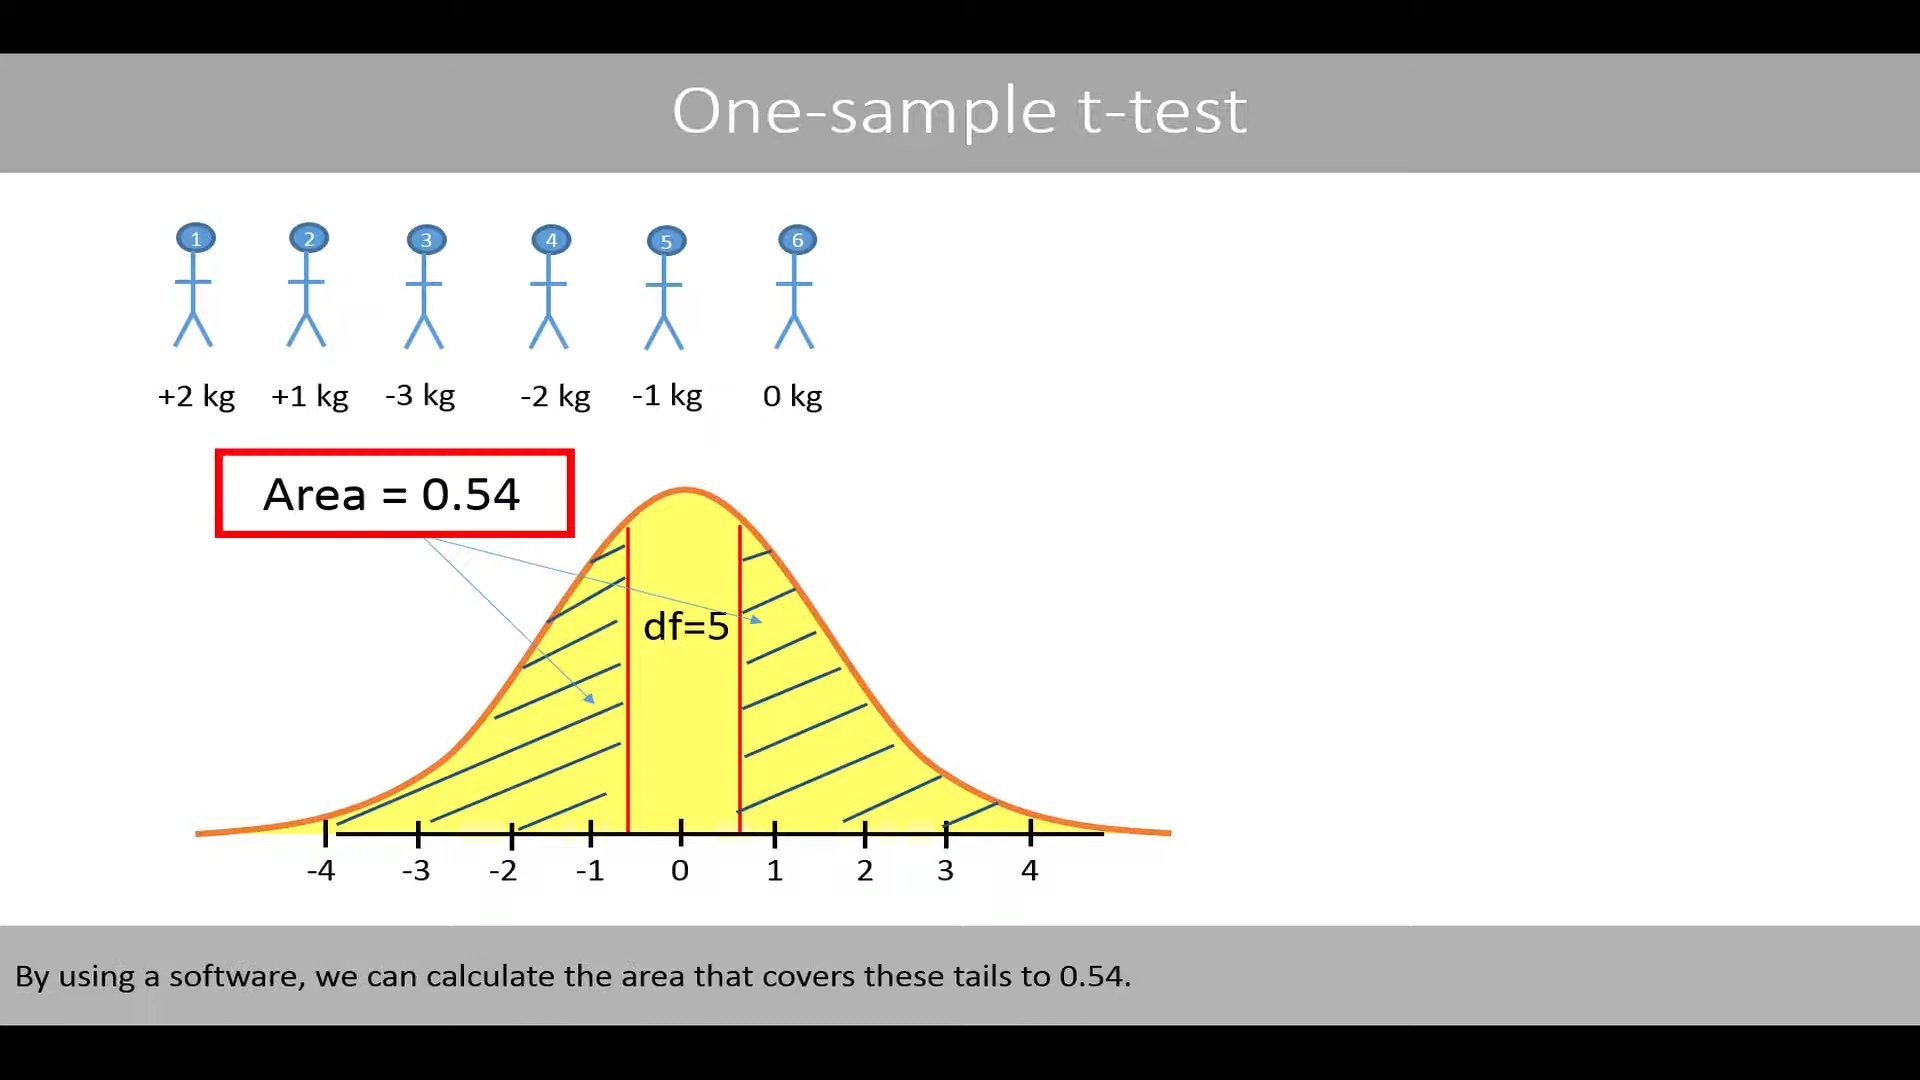 One-sample t-test
1 2 3 4 5 6
+2 kg +1 kg -3 kg -2 kg -1 kg 0 kg
Area = 0.54
df=5
-4 -3 -2 -1 0 1 2 3 4
By using a software, we can calculate the area that covers these tails to 0.54.